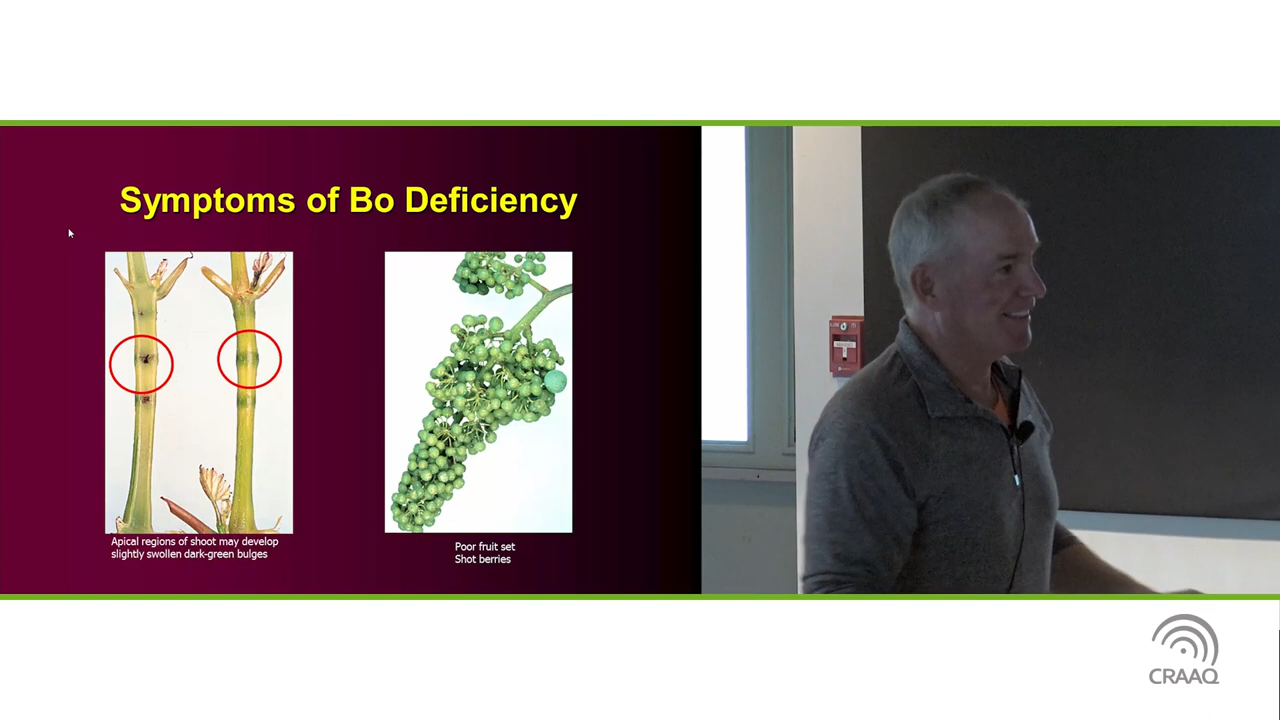 Symptoms of Bo Deficiency
Apical regions of shoot may develop
slightly swollen dark-green bulges
Poor fruit set
Shot berries
CRAAQ